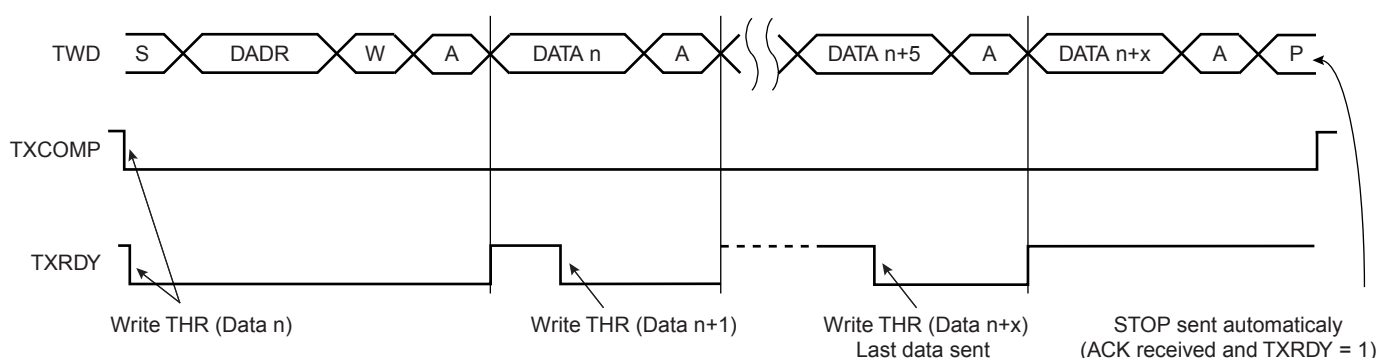 TWD S DADR W A DATA n A DATA n+5 A DATA n+x A P
TXCOMP
TXRDY
Write THR (Data n) Write THR (Data n+1) Write THR (Data n+x) STOP sent automaticaly
Last data sent (ACK received and TXRDY = 1)